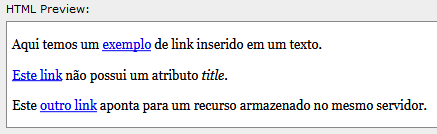 HTML Preview:
Aqui temos um exemplo de link inserido em um texto.
Este link não possui um atributo title.
Este outro link aponta para um recurso armazenado no mesmo servidor.